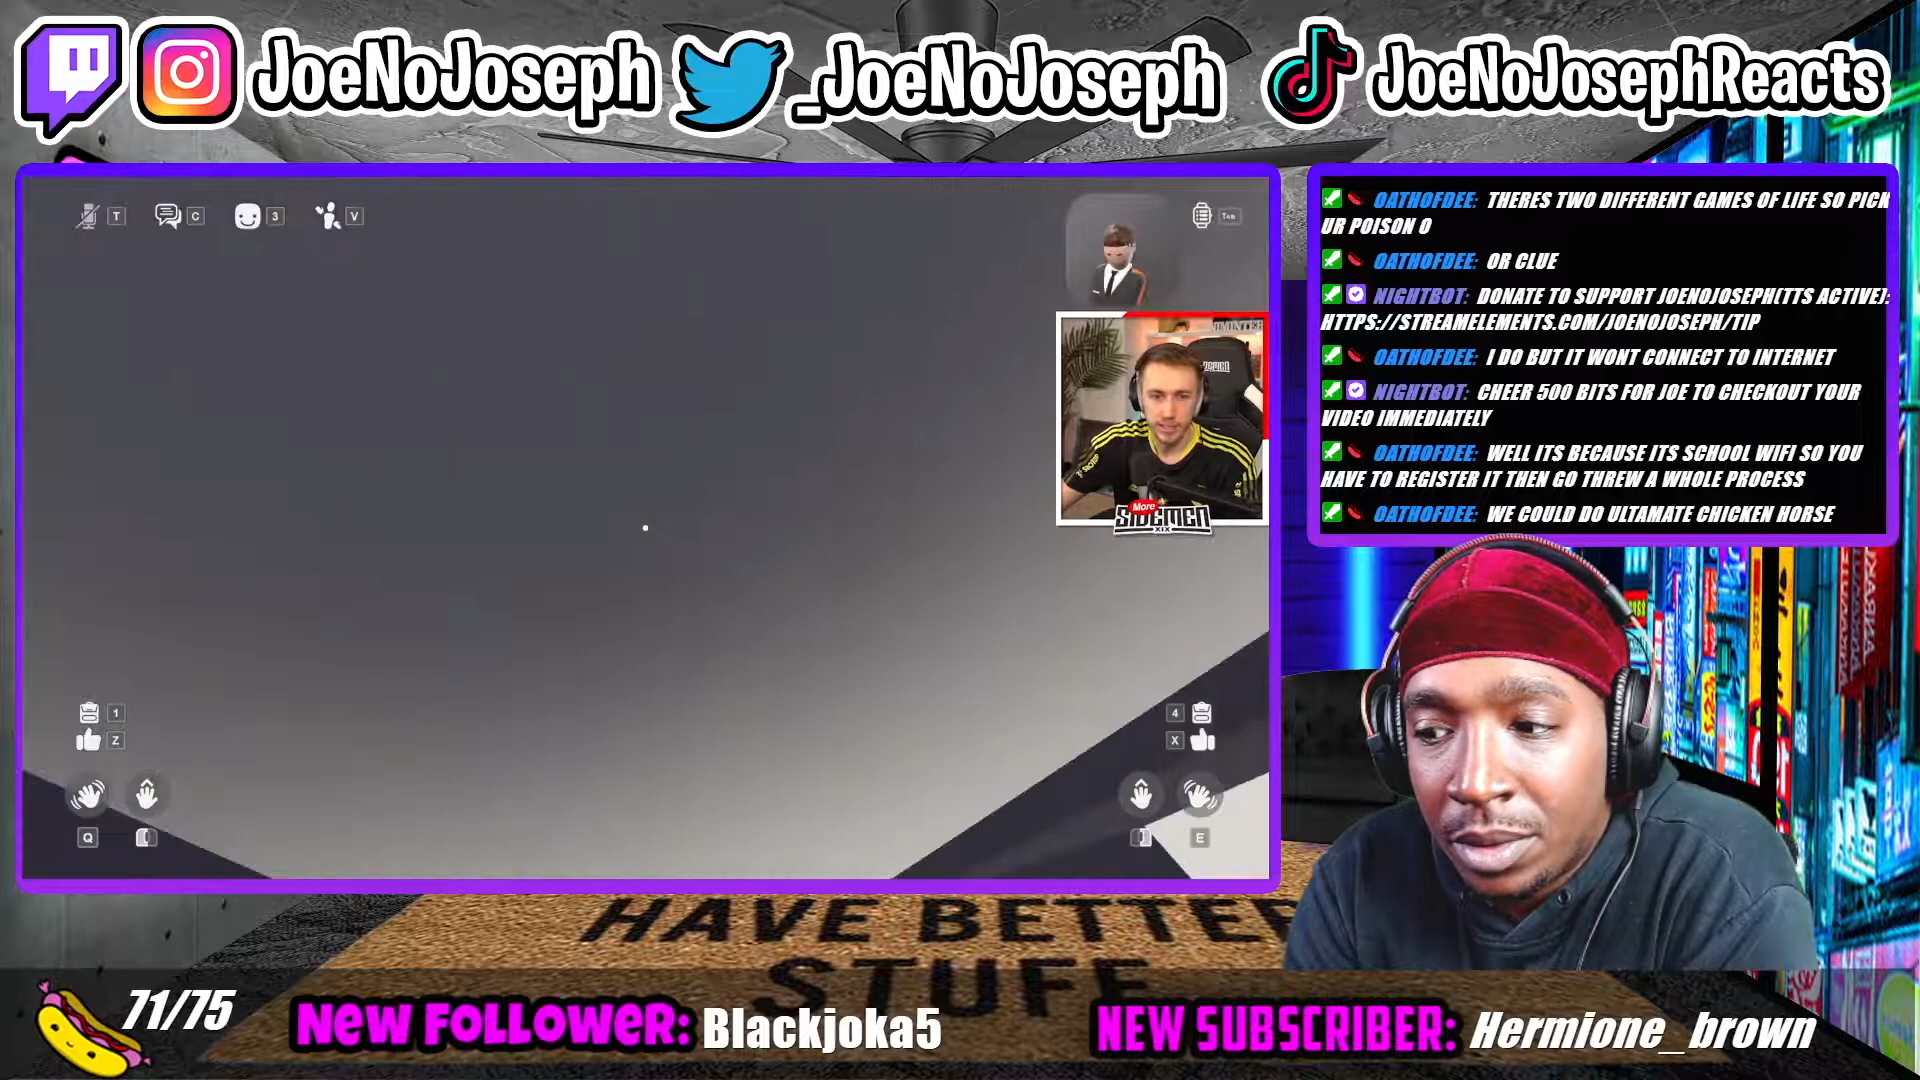 JoeNoJoseph
_JoeNoJoseph
JoeNoJosephReacts
T
C
3
V
TAB
MINITER
SIDEMEN
More
SIDEMEN
XIX
1
Z
Q
4
X
E
OATHOFDEE: THERES TWO DIFFERENT GAMES OF LIFE SO PICK
UR POISON O
OATHOFDEE: OR CLUE
NIGHTBOT: DONATE TO SUPPORT JOENOJOSEPH(TTS ACTIVE):
HTTPS://STREAMELEMENTS.COM/JOENOJOSEPH/TIP
OATHOFDEE: I DO BUT IT WONT CONNECT TO INTERNET
NIGHTBOT: CHEER 500 BITS FOR JOE TO CHECKOUT YOUR
VIDEO IMMEDIATELY
OATHOFDEE: WELL ITS BECAUSE ITS SCHOOL WIFI SO YOU
HAVE TO REGISTER IT THEN GO THREW A WHOLE PROCESS
OATHOFDEE: WE COULD DO ULTAMATE CHICKEN HORSE
HAVE BETTE
STUFF
71/75
NEW FOLLOWER: Blackjoka5
NEW SUBSCRIBER: Hermione_brown